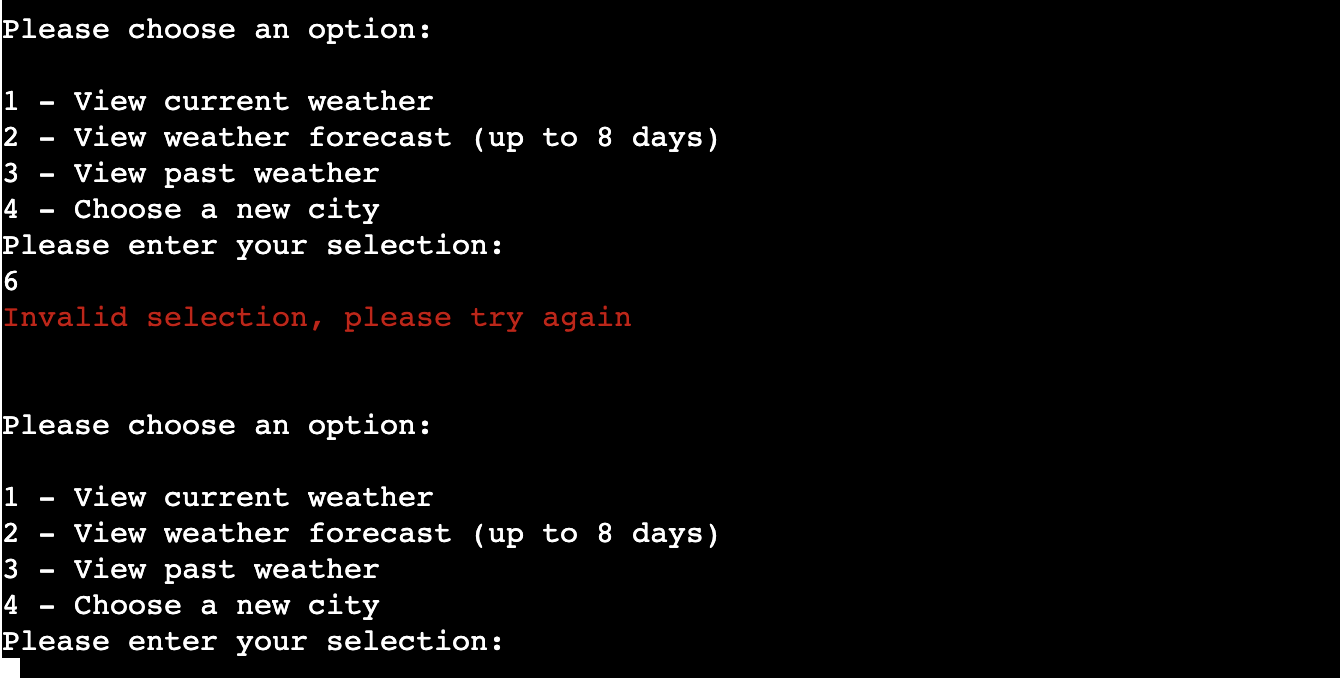 Please choose an option:
1 - View current weather
2 - View weather forecast (up to 8 days)
3 - View past weather
4 - Choose a new city
Please enter your selection:
6
Invalid selection, please try again
Please choose an option:
1 - View current weather
2 - View weather forecast (up to 8 days)
3 - View past weather
4 - Choose a new city
Please enter your selection: